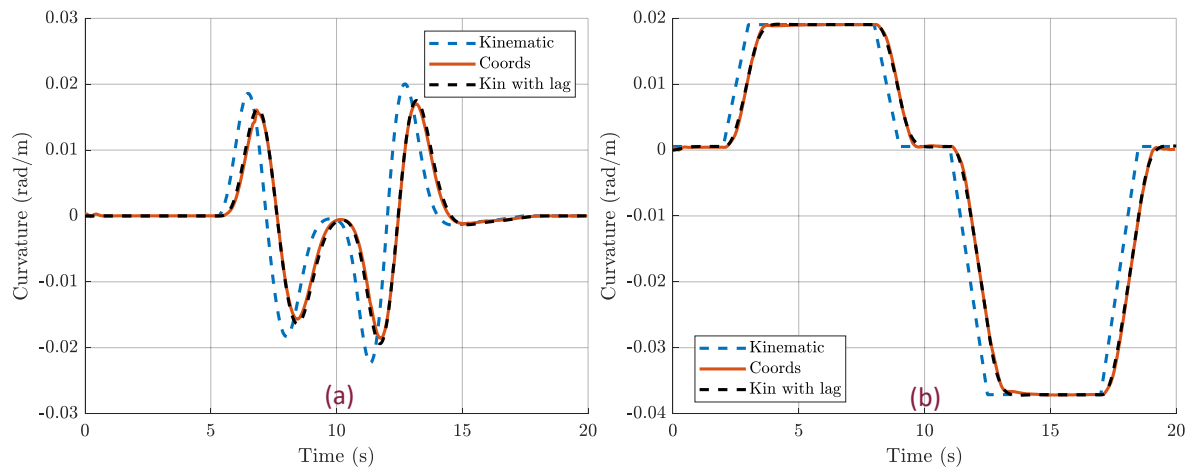 0.03
0.02
0.01
0
-0.01
-0.02
-0.03
Curvature (rad/m)
Kinematic
Coords
Kin with lag
(a)
0
5
10
15
20
Time (s)
0.02
0.01
0
-0.01
-0.02
-0.03
-0.04
Curvature (rad/m)
Kinematic
Coords
Kin with lag
(b)
0
5
10
15
20
Time (s)